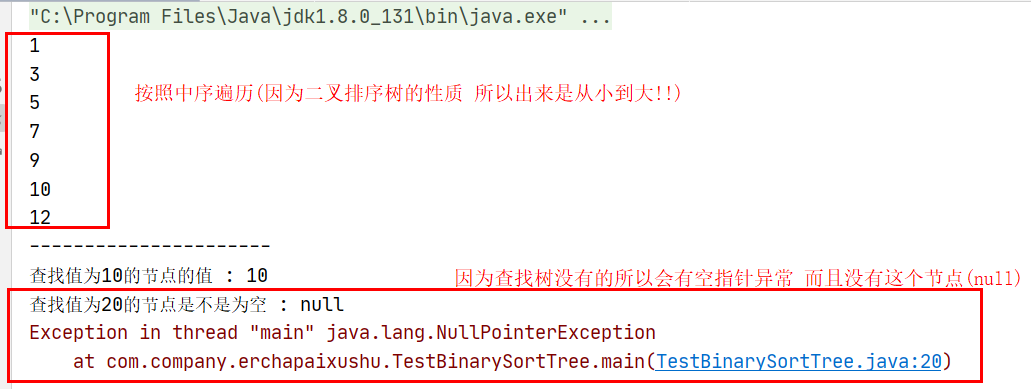 "C:\Program Files\Java\jdk1.8.0_131\bin\java.exe" ...
1
3
按照中序遍历(因为二叉排序树的性质 所以出来是从小到大!!)
5
7
9
10
12
----------------------
查找值为10的节点的值 : 10
因为查找树没有的所以会有空指针异常 而且没有这个节点(null)
查找值为20的节点是不是为空 : null
Exception in thread "main" java.lang.NullPointerException
at com.company.erchapaixushu.TestBinarySortTree.main(TestBinarySortTree.java:20)